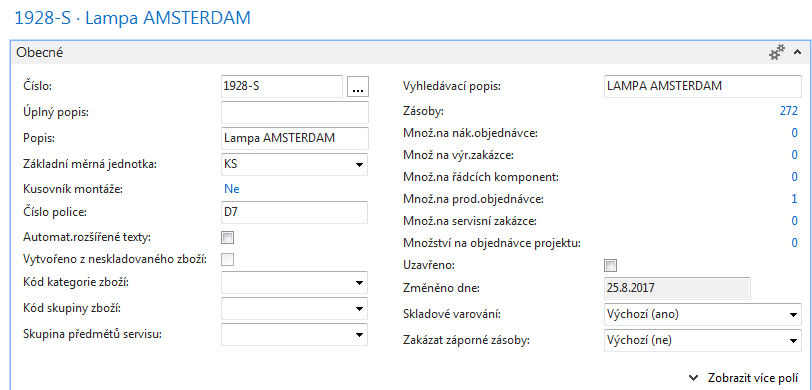 1928-S · Lampa AMSTERDAM
Obecné
Číslo: 1928-S ...
Úplný popis:
Popis: Lampa AMSTERDAM
Základní měrná jednotka: KS
Kusovník montáže: Ne
Číslo police: D7
Automat.rozšířené texty:
Vytvořeno z neskladovaného zboží:
Kód kategorie zboží:
Kód skupiny zboží:
Skupina předmětů servisu:
Vyhledávací popis: LAMPA AMSTERDAM
Zásoby: 272
Množ.na nák.objednávce: 0
Množ.na výr.zakázce: 0
Množ.na řádcích komponent: 0
Množ.na prod.objednávce: 1
Množ.na servisní zakázce: 0
Množství na objednávce projektu: 0
Uzavřeno:
Změněno dne: 25.8.2017
Skladové varování: Výchozí (ano)
Zakázat záporné zásoby: Výchozí (ne)
Zobrazit více polí